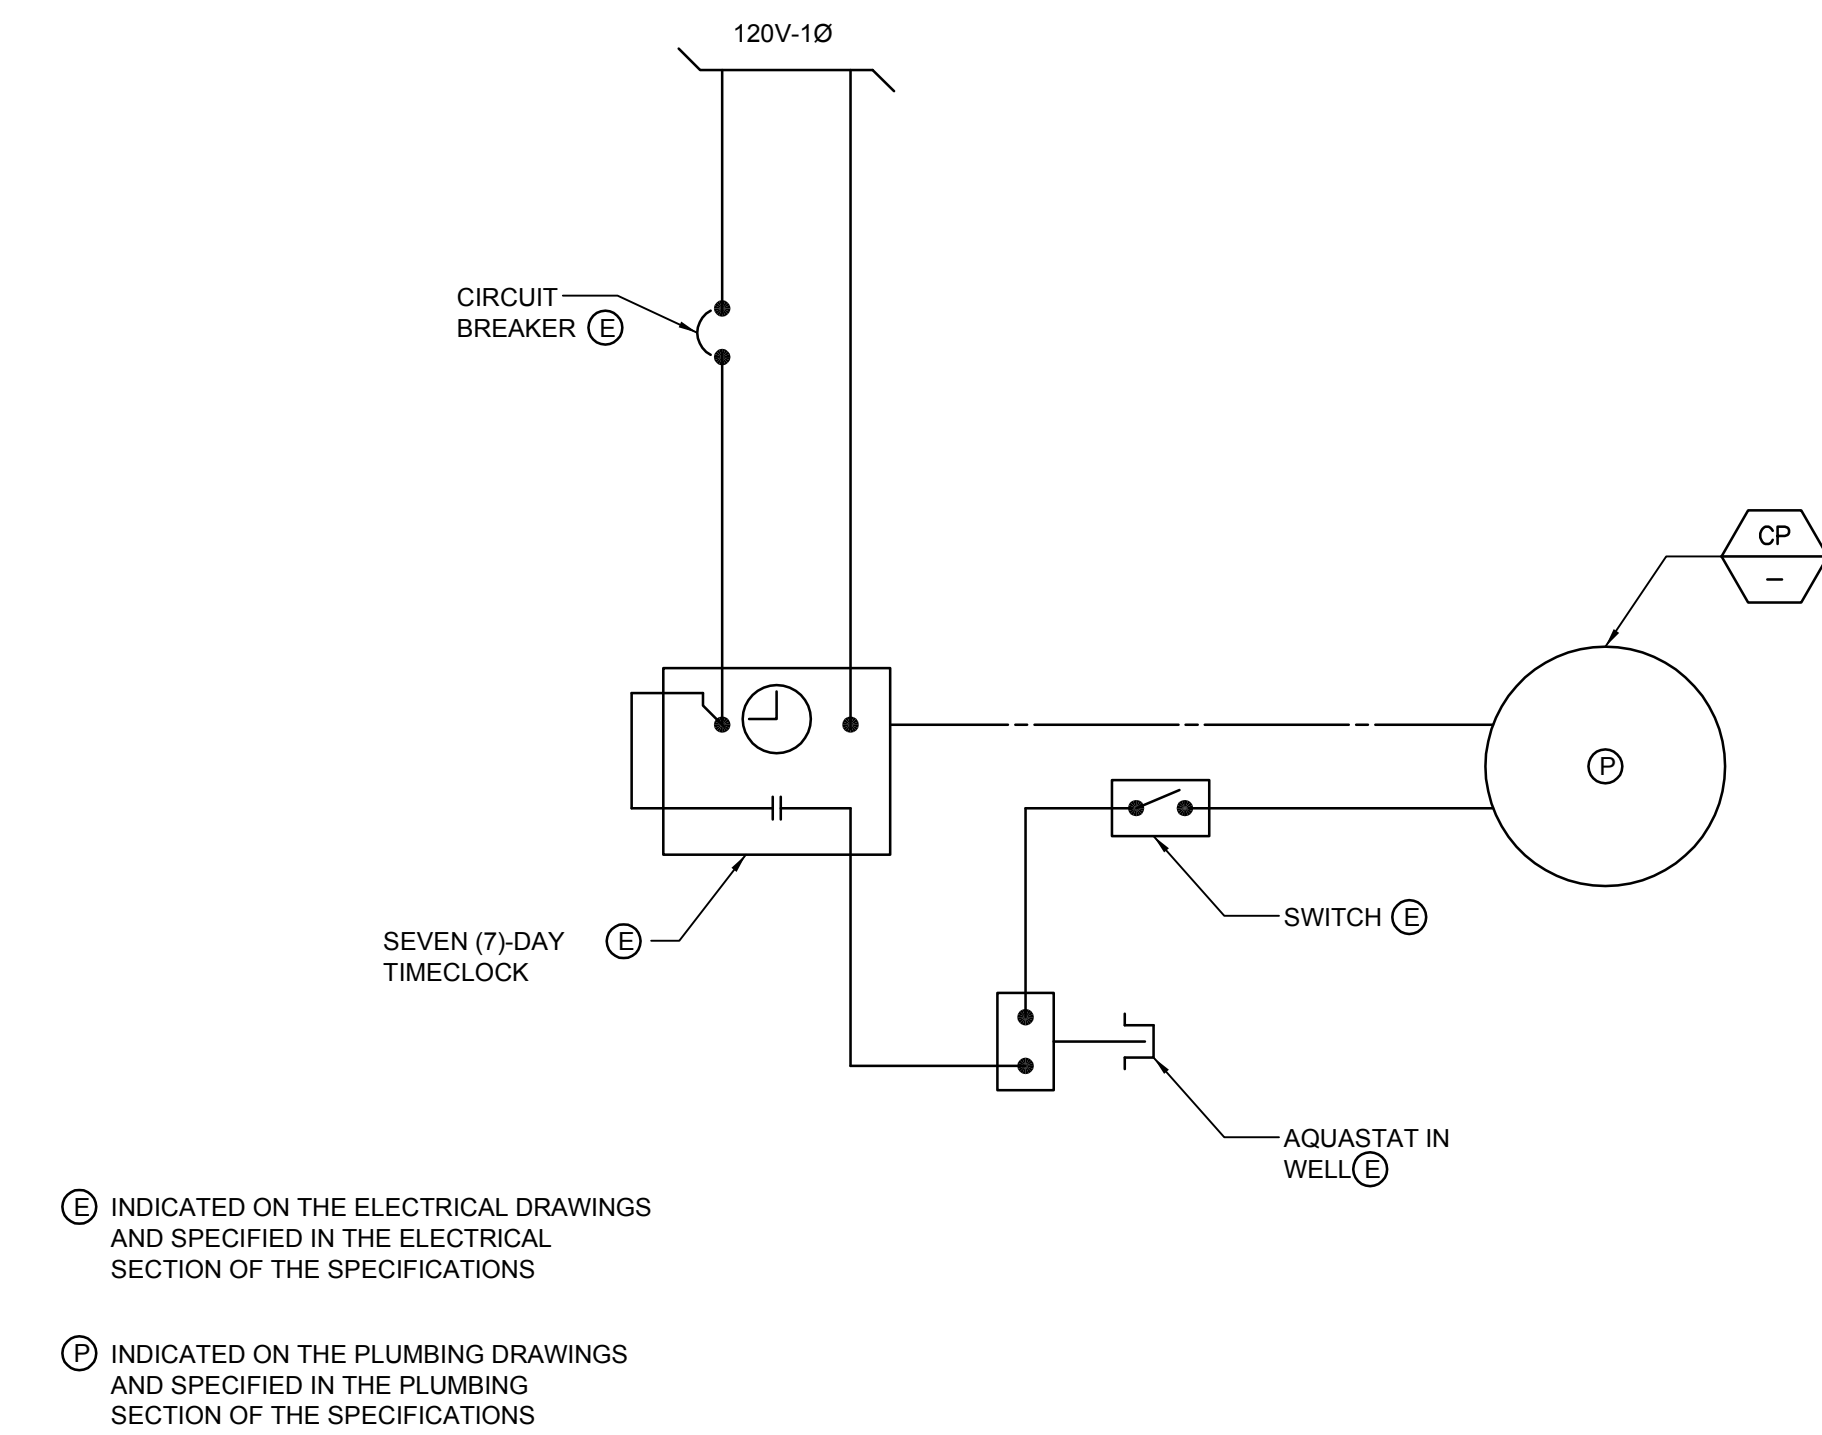 120V-1Ø
CIRCUIT
BREAKER E
CP
–
P
SWITCH E
SEVEN (7)-DAY E
TIMECLOCK
AQUASTAT IN
WELL E
E INDICATED ON THE ELECTRICAL DRAWINGS
AND SPECIFIED IN THE ELECTRICAL
SECTION OF THE SPECIFICATIONS
P INDICATED ON THE PLUMBING DRAWINGS
AND SPECIFIED IN THE PLUMBING
SECTION OF THE SPECIFICATIONS